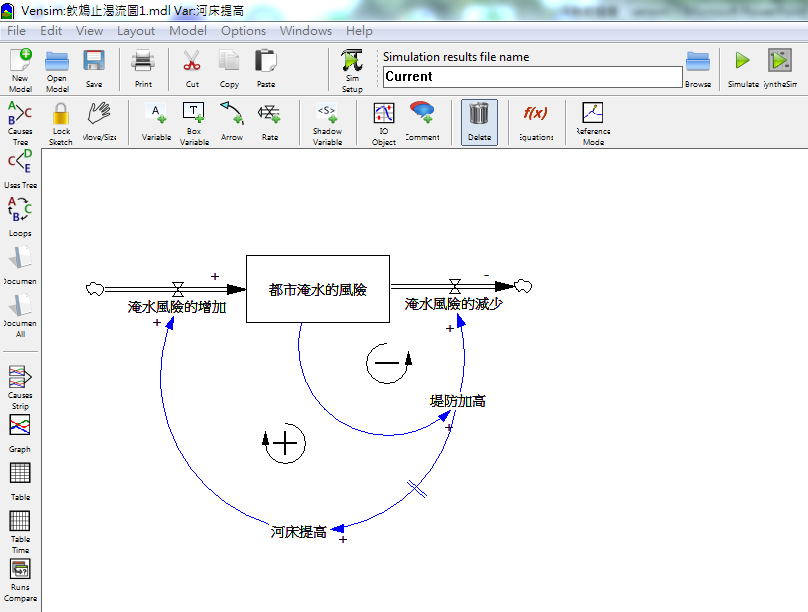 Vensim:飲鴆止渴流圖1.mdl Var:河床提高
File Edit View Layout Model Options Windows Help
New Model
Open Model
Save
Print
Cut
Copy
Paste
Sim Setup
Simulation results file name
Current
Browse
Simulate
yntheSim
Causes Tree
Lock Sketch
Move/Size
Variable
Box Variable
Arrow
Rate
Shadow Variable
IO Object
Comment
Delete
f(x)
Equations
Reference Mode
Uses Tree
Loops
Documen
Documen All
Causes Strip
Graph
Table
Table Time
Runs Compare
+
-
都市淹水的風險
淹水風險的增加
淹水風險的減少
+
+
堤防加高
+
河床提高
+